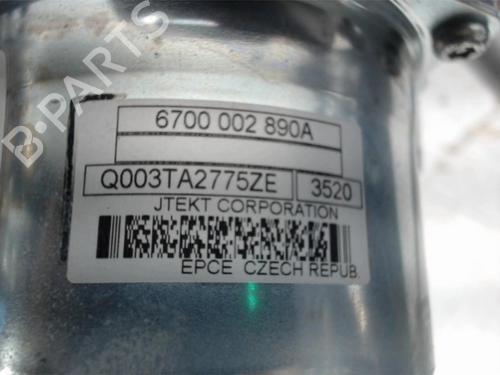 B-PARTS
6700 002 890A
Q003TA2775ZE 3520
JTEKT CORPORATION
EPCE CZECH REPUB.